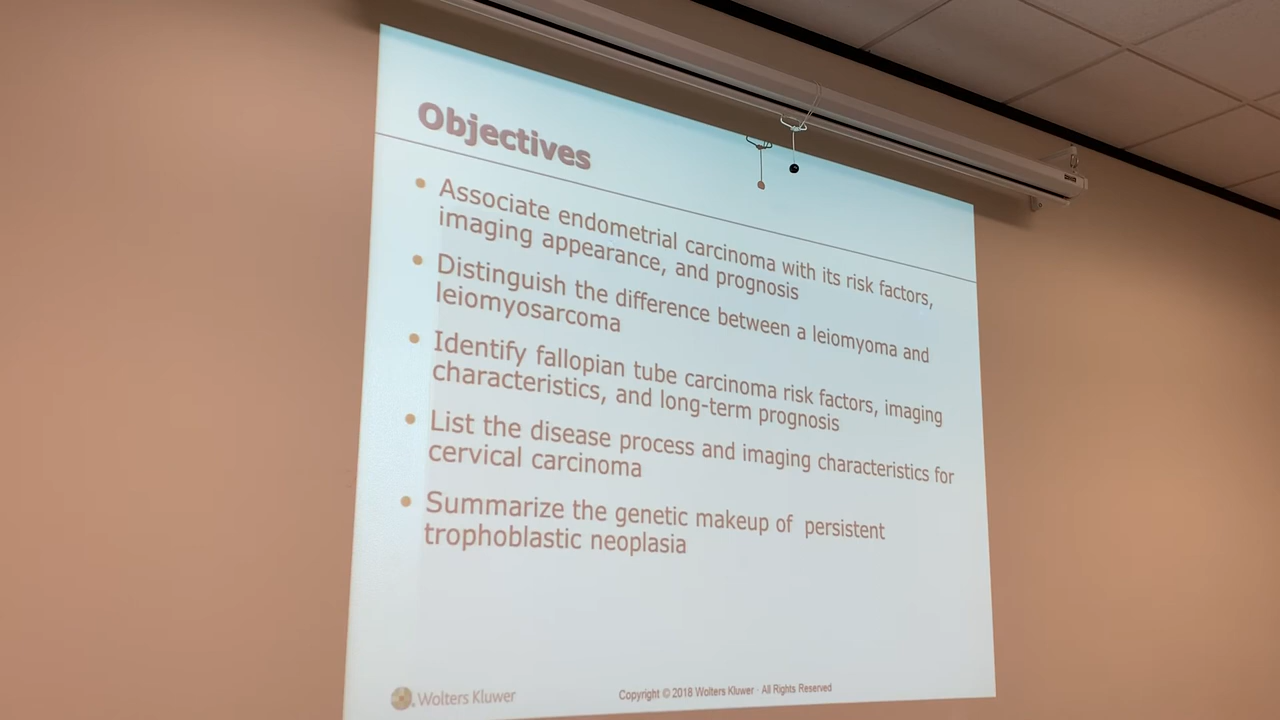 Objectives
• Associate endometrial carcinoma with its risk factors,
imaging appearance, and prognosis
• Distinguish the difference between a leiomyoma and
leiomyosarcoma
• Identify fallopian tube carcinoma risk factors, imaging
characteristics, and long-term prognosis
• List the disease process and imaging characteristics for
cervical carcinoma
• Summarize the genetic makeup of persistent
trophoblastic neoplasia
Wolters Kluwer
Copyright © 2018 Wolters Kluwer · All Rights Reserved